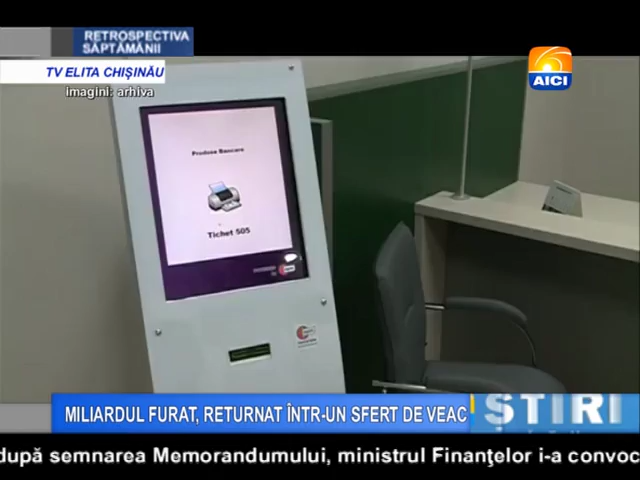 RETROSPECTIVA
SĂPTĂMÂNII
TV ELITA CHIȘINĂU
imagini: arhiva
AICI
Produse Bancare
Tichet 505
MILIARDUL FURAT, RETURNAT ÎNTR-UN SFERT DE VEAC
ȘTIRI
după semnarea Memorandumului, ministrul Finanţelor i-a convoc